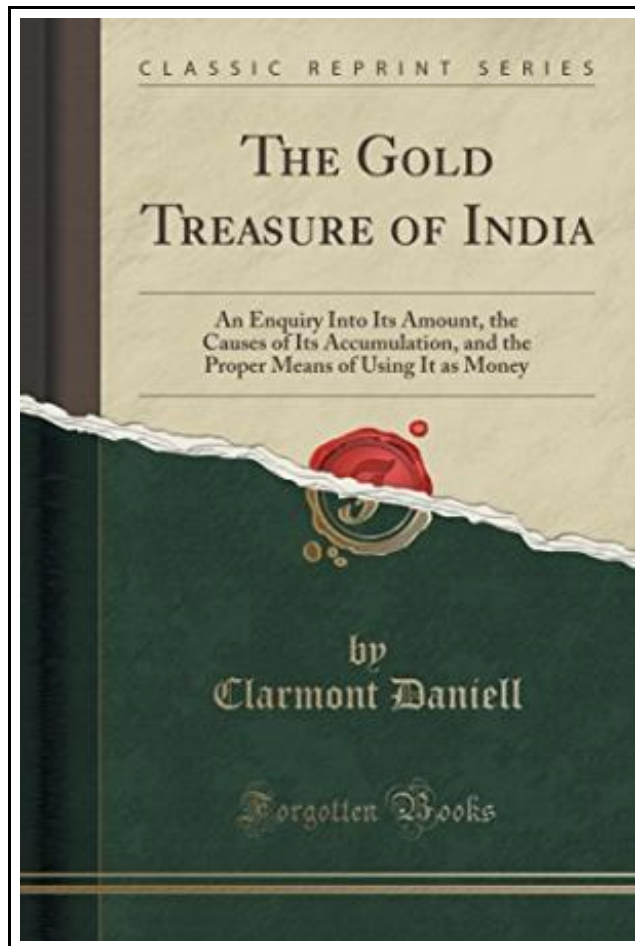 CLASSIC REPRINT SERIES
THE GOLD
TREASURE OF INDIA
An Enquiry Into Its Amount, the
Causes of Its Accumulation, and the
Proper Means of Using It as Money
by
Clarmont Daniell
Forgotten Books